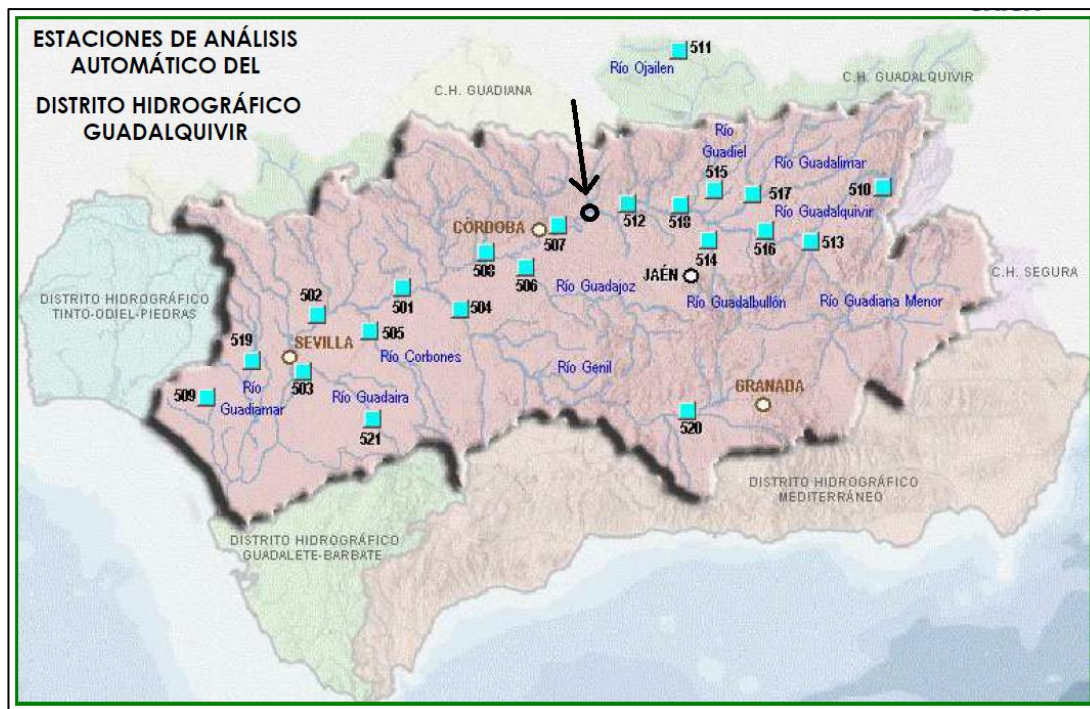 ESTACIONES DE ANÁLISIS
AUTOMÁTICO DEL
DISTRITO HIDROGRÁFICO
GUADALQUIVIR
511
Río Ojailen
C.H. GUADALQUIVIR
C.H. GUADIANA
Río
Guadiel
Río Guadalimar
515
517
510
512
518
Río Guadalquivir
CÓRDOBA
507
516
513
514
508
506
JAÉN
C.H. SEGURA
Río Guadajoz
DISTRITO HIDROGRÁFICO
TINTO-ODIEL-PIEDRAS
502
501
504
Río Guadalbullón
Río Guadiana Menor
505
SEVILLA
519
Río Corbones
503
Río Genil
509
Río
Guadiamar
Río Guadaira
GRANADA
521
520
DISTRITO HIDROGRÁFICO
MEDITERRÁNEO
DISTRITO HIDROGRÁFICO
GUADALETE-BARBATE